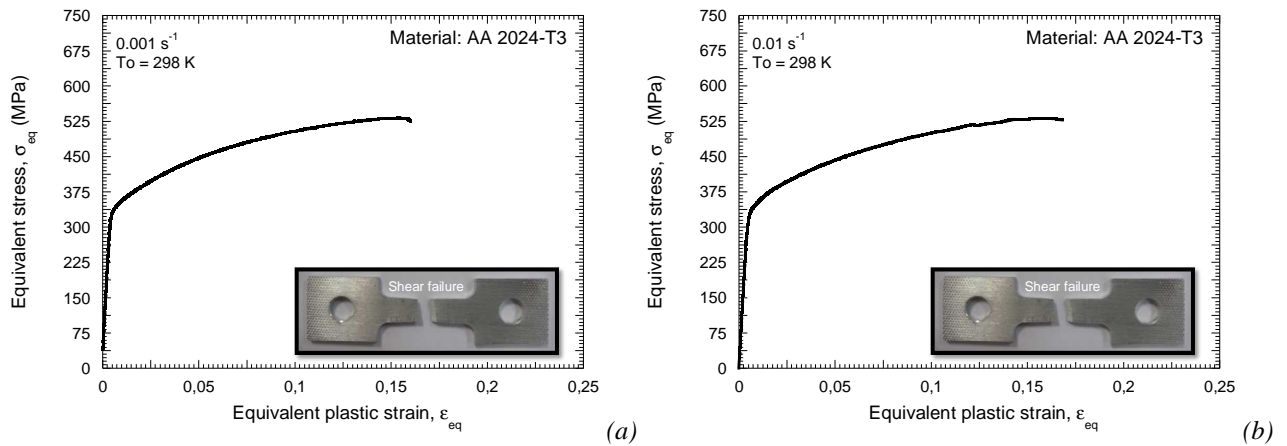 750
675
600
525
450
375
300
225
150
75
0
Equivalent stress, σeq (MPa)
0.001 s-1
To = 298 K
Material: AA 2024-T3
Shear failure
0 0,05 0,1 0,15 0,2 0,25
Equivalent plastic strain, εeq
(a)
750
675
600
525
450
375
300
225
150
75
0
Equivalent stress, σeq (MPa)
0.01 s-1
To = 298 K
Material: AA 2024-T3
Shear failure
0 0,05 0,1 0,15 0,2 0,25
Equivalent plastic strain, εeq
(b)